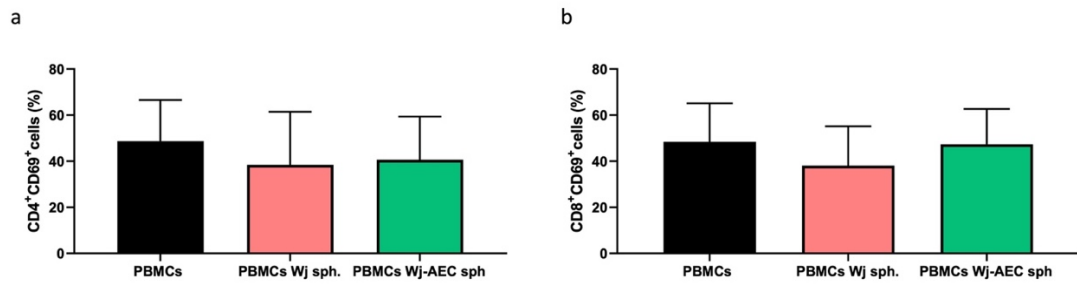 a
CD4+CD69+cells (%)
80
60
40
20
0
PBMCs
PBMCs Wj sph.
PBMCs Wj-AEC sph
b
CD8+CD69+ cells (%)
80
60
40
20
0
PBMCs
PBMCs Wj sph.
PBMCs Wj-AEC sph